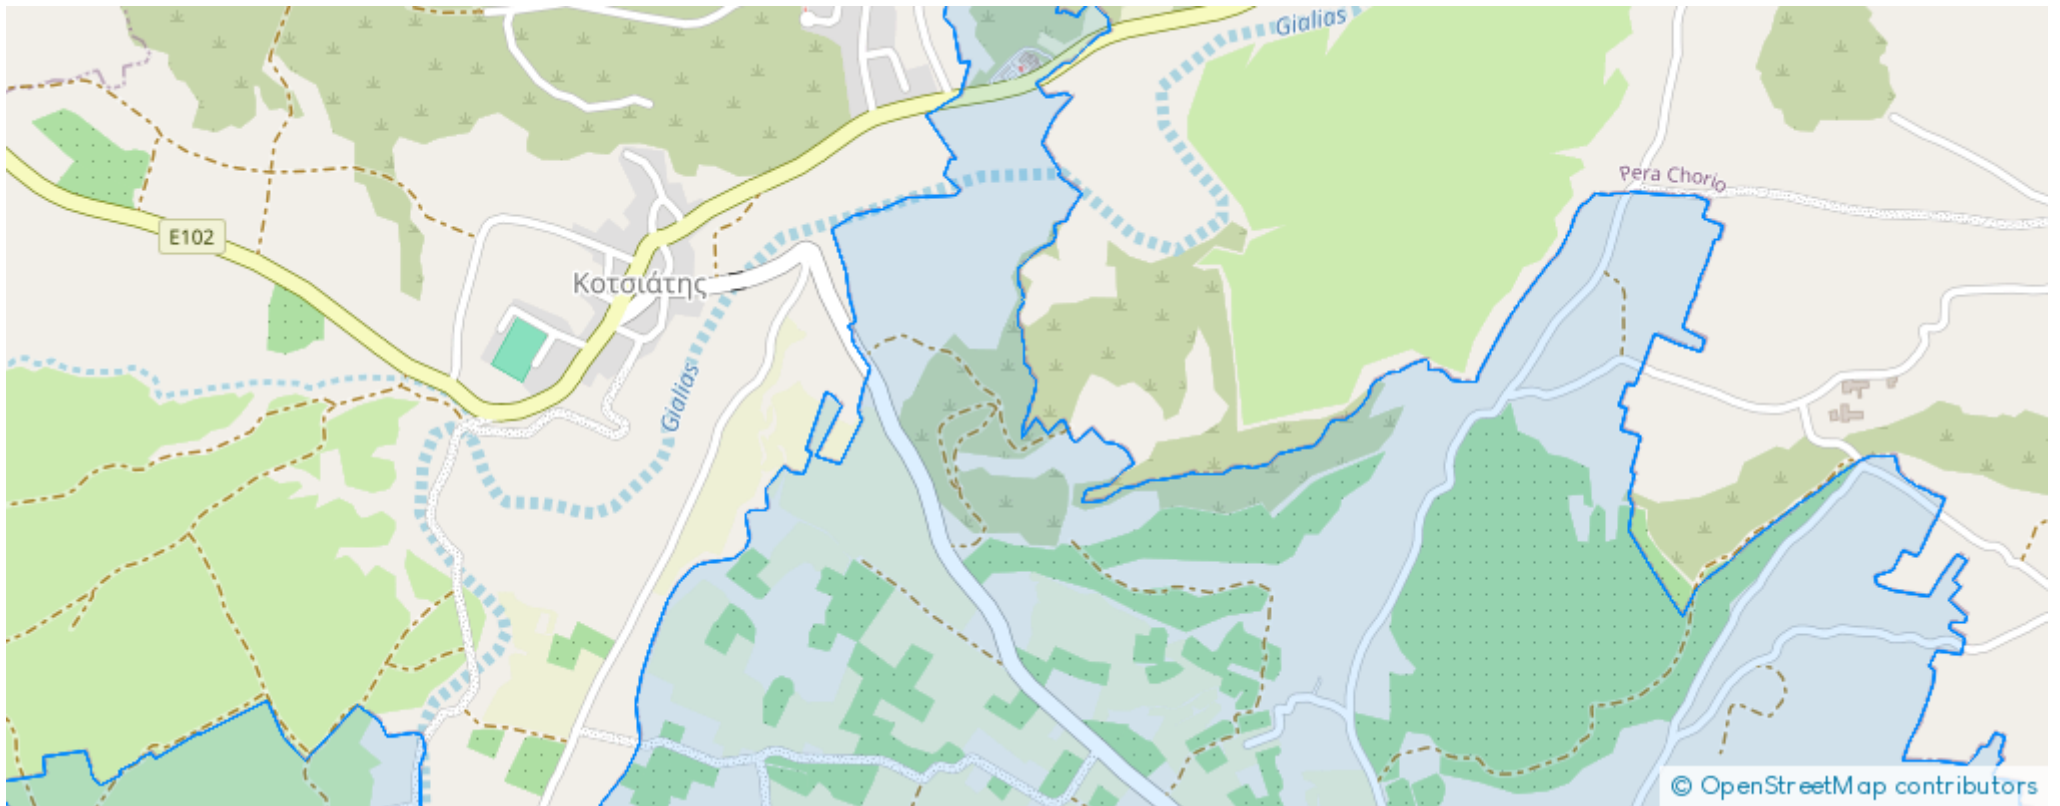 Gialias
Pera Chorio
E102
Κοτσιάτης
Gialias
© OpenStreetMap contributors